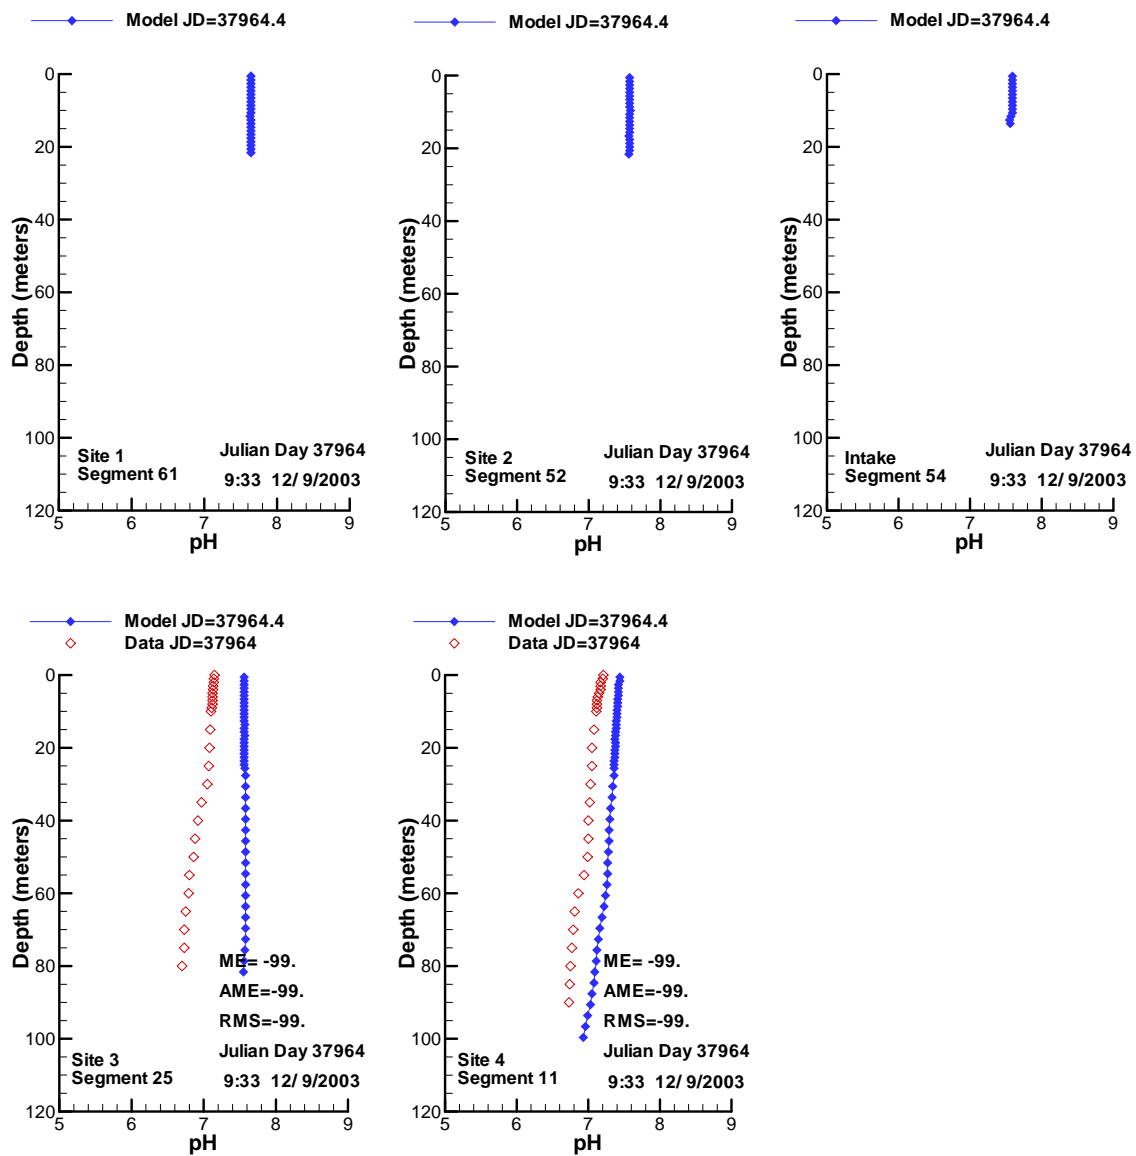 Model JD=37964.4
0
20
40
60
80
100
120
Depth (meters)
Site 1
Segment 61
Julian Day 37964
9:33 12/ 9/2003
5 6 7 8 9
pH
Model JD=37964.4
0
20
40
60
80
100
120
Depth (meters)
Site 2
Segment 52
Julian Day 37964
9:33 12/ 9/2003
5 6 7 8 9
pH
Model JD=37964.4
0
20
40
60
80
100
120
Depth (meters)
Intake
Segment 54
Julian Day 37964
9:33 12/ 9/2003
5 6 7 8 9
pH
Model JD=37964.4
Data JD=37964
0
20
40
60
80
100
120
Depth (meters)
ME= -99.
AME=-99.
RMS=-99.
Site 3
Segment 25
Julian Day 37964
9:33 12/ 9/2003
5 6 7 8 9
pH
Model JD=37964.4
Data JD=37964
0
20
40
60
80
100
120
Depth (meters)
ME= -99.
AME=-99.
RMS=-99.
Site 4
Segment 11
Julian Day 37964
9:33 12/ 9/2003
5 6 7 8 9
pH